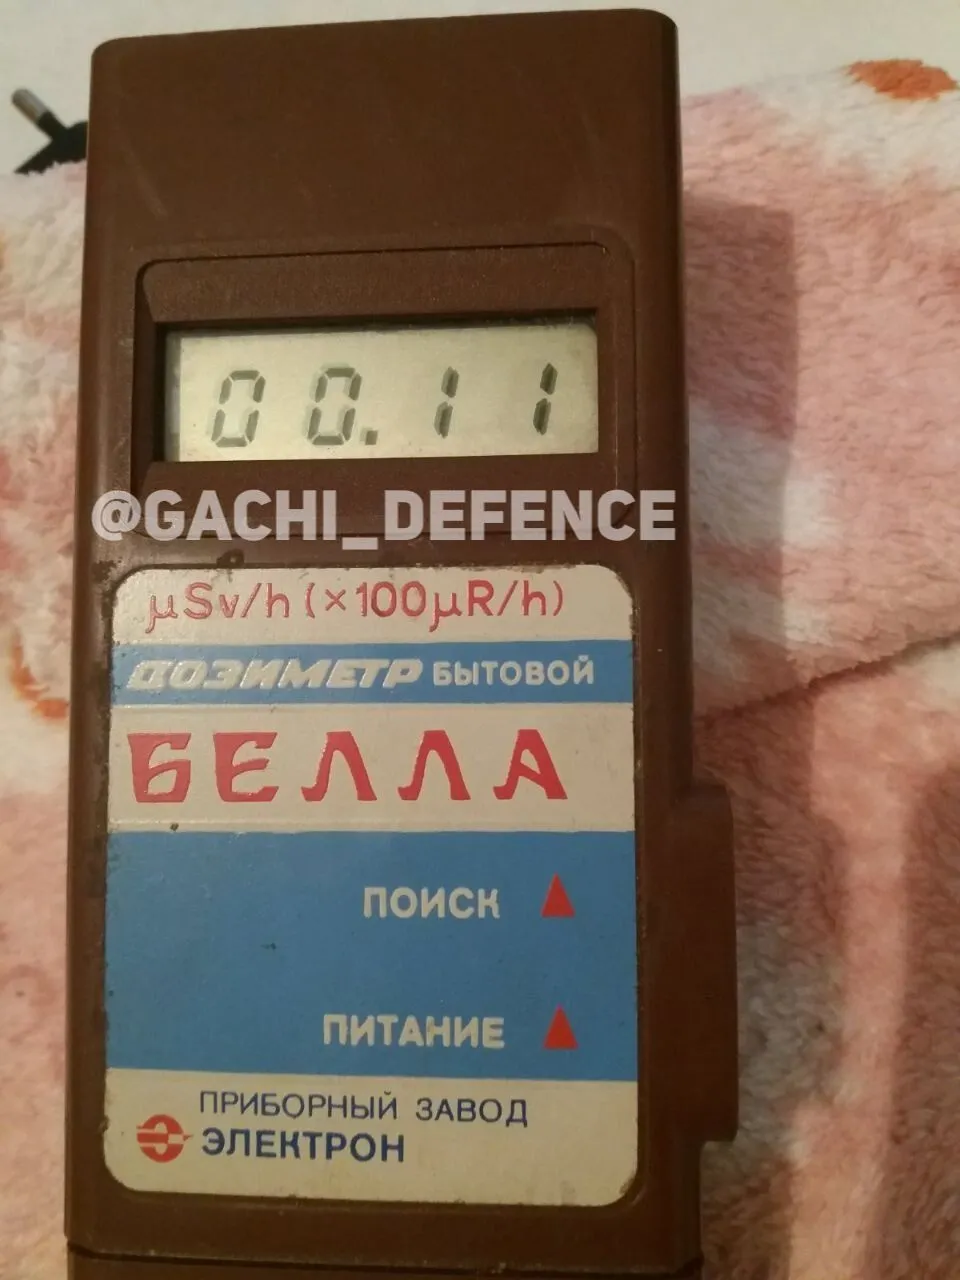 00.11
@GACHI_DEFENCE
µSv/h (×100µR/h)
ДОЗИМЕТР БЫТОВОЙ
БЕЛЛА
ПОИСК ▲
ПИТАНИЕ ▲
ПРИБОРНЫЙ ЗАВОД
ЭЛЕКТРОН